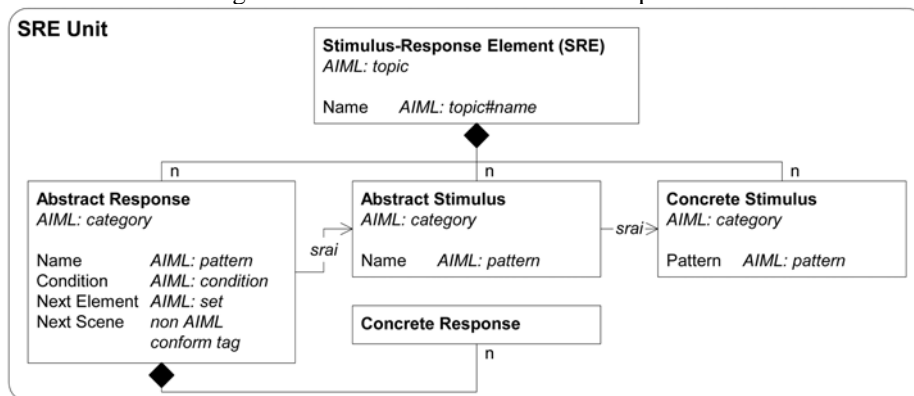 SRE Unit
Stimulus-Response Element (SRE)
AIML: topic
Name AIML: topic#name
n
n
n
Abstract Response
AIML: category
Name AIML: pattern
Condition AIML: condition
Next Element AIML: set
Next Scene non AIML
conform tag
srai
Abstract Stimulus
AIML: category
Name AIML: pattern
srai
Concrete Stimulus
AIML: category
Pattern AIML: pattern
Concrete Response
n